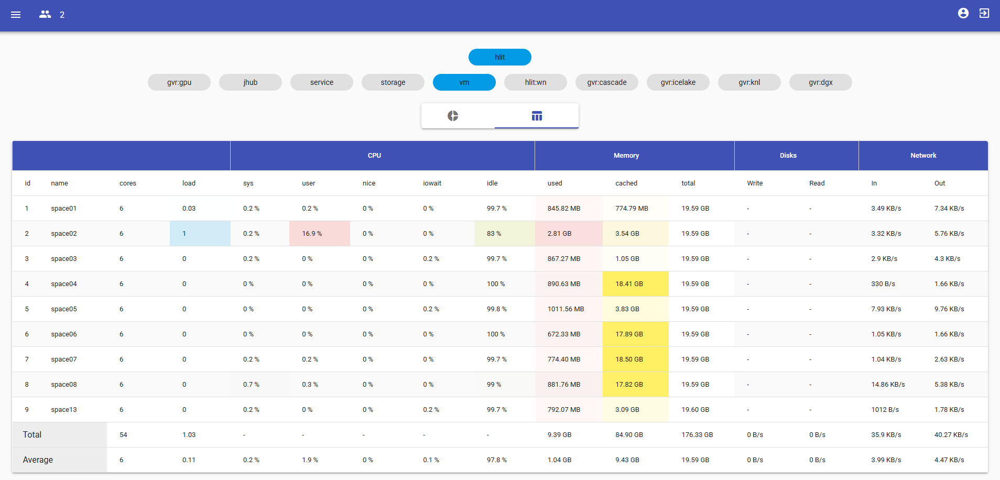 2
hlit
gvr:gpu jhub service storage vm hlit:wn gvr:cascade gvr:icelake gvr:knl gvr:dgx
CPU Memory Disks Network
id name cores load sys user nice iowait idle used cached total Write Read In Out
1 space01 6 0.03 0.2 % 0.2 % 0 % 0 % 99.7 % 845.82 MB 774.79 MB 19.59 GB - - 3.49 KB/s 7.34 KB/s
2 space02 6 1 0.2 % 16.9 % 0 % 0 % 83 % 2.81 GB 3.54 GB 19.59 GB - - 3.32 KB/s 5.76 KB/s
3 space03 6 0 0.2 % 0 % 0 % 0.2 % 99.7 % 867.27 MB 1.05 GB 19.59 GB - - 2.9 KB/s 4.3 KB/s
4 space04 6 0 0 % 0 % 0 % 0 % 100 % 890.63 MB 18.41 GB 19.59 GB - - 330 B/s 1.66 KB/s
5 space05 6 0 0 % 0 % 0 % 0.2 % 99.8 % 1011.56 MB 3.83 GB 19.59 GB - - 7.93 KB/s 9.76 KB/s
6 space06 6 0 0 % 0 % 0 % 0 % 100 % 672.33 MB 17.89 GB 19.59 GB - - 1.05 KB/s 1.66 KB/s
7 space07 6 0 0.2 % 0.2 % 0 % 0 % 99.7 % 774.40 MB 18.50 GB 19.59 GB - - 1.04 KB/s 2.63 KB/s
8 space08 6 0 0.7 % 0.3 % 0 % 0 % 99 % 881.76 MB 17.82 GB 19.59 GB - - 14.86 KB/s 5.38 KB/s
9 space13 6 0 0.2 % 0 % 0 % 0.2 % 99.7 % 792.07 MB 3.09 GB 19.60 GB - - 1012 B/s 1.78 KB/s
Total 54 1.03 - - - - - 9.39 GB 84.90 GB 176.33 GB 0 B/s 0 B/s 35.9 KB/s 40.27 KB/s
Average 6 0.11 0.2 % 1.9 % 0 % 0.1 % 97.8 % 1.04 GB 9.43 GB 19.59 GB 0 B/s 0 B/s 3.99 KB/s 4.47 KB/s